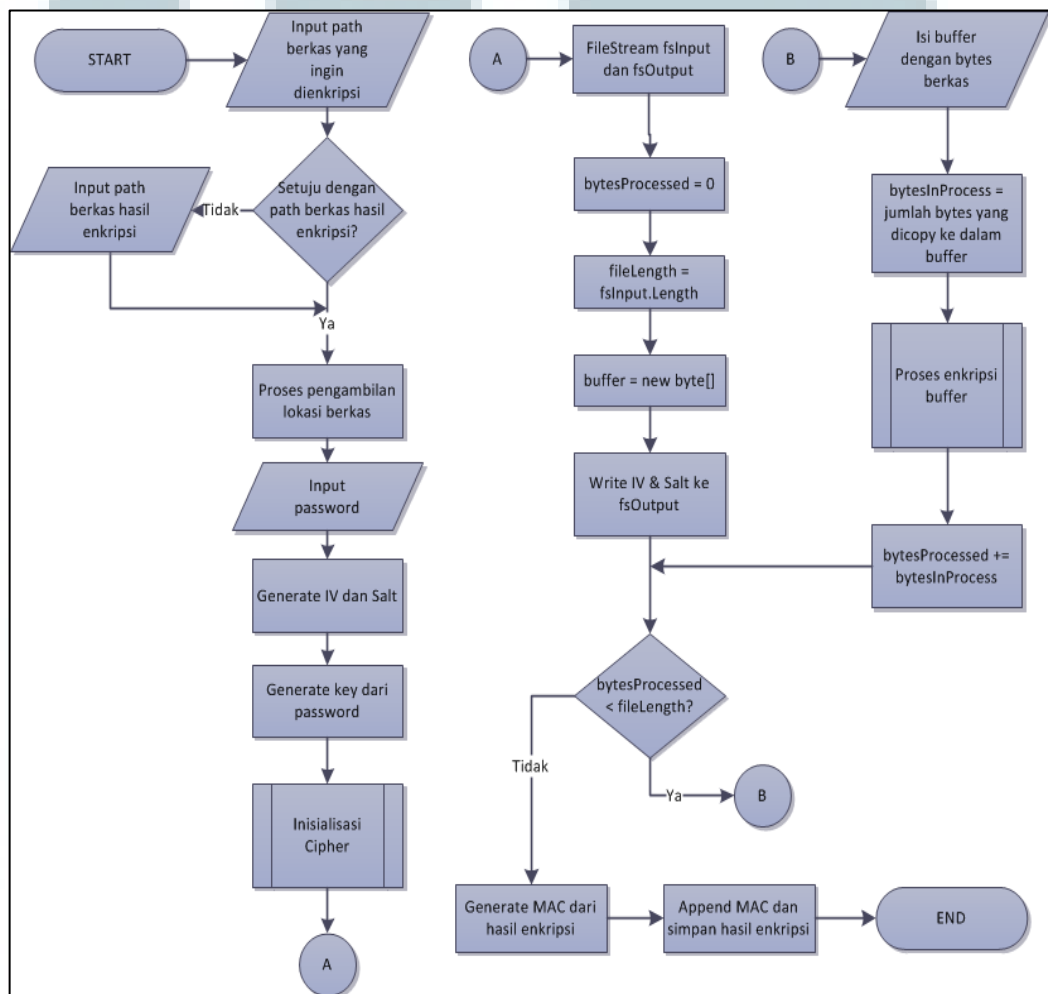 START
Input path
berkas yang
ingin
dienkripsi
Setuju dengan
path berkas hasil
enkripsi?
Tidak
Input path
berkas hasil
enkripsi
Ya
Proses pengambilan
lokasi berkas
Input
password
Generate IV dan Salt
Generate key dari
password
Inisialisasi
Cipher
A
A
FileStream fsInput
dan fsOutput
bytesProcessed = 0
fileLength =
fsInput.Length
buffer = new byte[]
Write IV & Salt ke
fsOutput
bytesProcessed
< fileLength?
Tidak
Ya
B
Generate MAC dari
hasil enkripsi
Append MAC dan
simpan hasil enkripsi
END
B
Isi buffer
dengan bytes
berkas
bytesInProcess =
jumlah bytes yang
dicopy ke dalam
buffer
Proses enkripsi
buffer
bytesProcessed +=
bytesInProcess